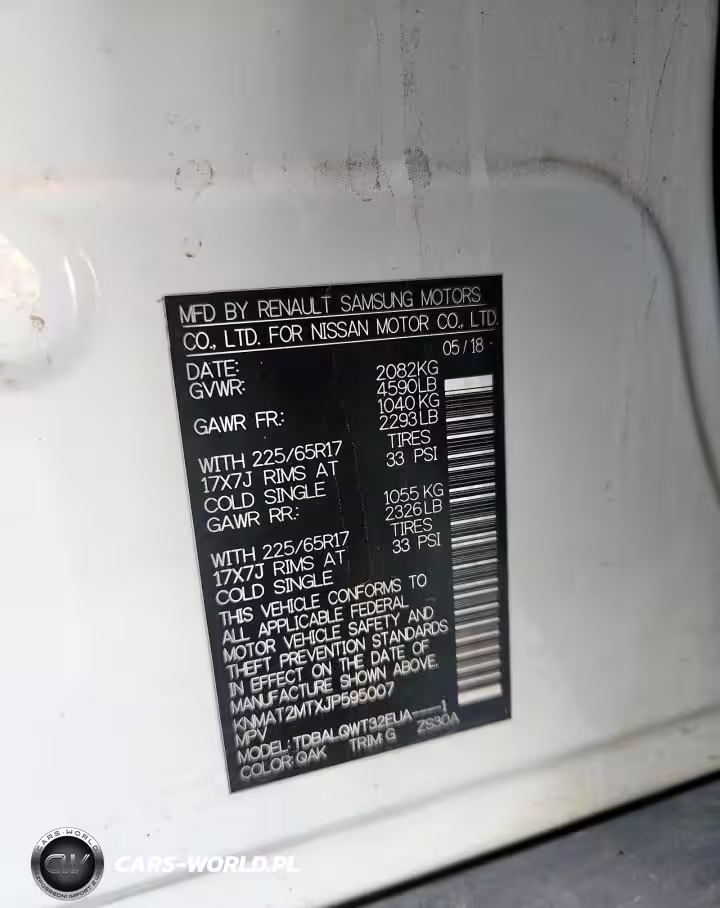 MFD BY RENAULT SAMSUNG MOTORS
CO., LTD. FOR NISSAN MOTOR CO., LTD.
DATE: 05/18
GVWR: 2082KG
4590LB
GAWR FR: 1040KG
2293LB
WITH 225/65R17 TIRES
17X7J RIMS AT 33 PSI
COLD SINGLE
GAWR RR: 1055KG
2326LB
WITH 225/65R17 TIRES
17X7J RIMS AT 33 PSI
COLD SINGLE
THIS VEHICLE CONFORMS TO
ALL APPLICABLE FEDERAL
MOTOR VEHICLE SAFETY AND
THEFT PREVENTION STANDARDS
IN EFFECT ON THE DATE OF
MANUFACTURE SHOWN ABOVE.
KNMAT2MTXJP595007
MPV
MODEL: TDBALQWT32EUA-----1
COLOR: QAK TRIM: G ZS30A
CARS-WORLD
CW
CARS-WORLD.PL